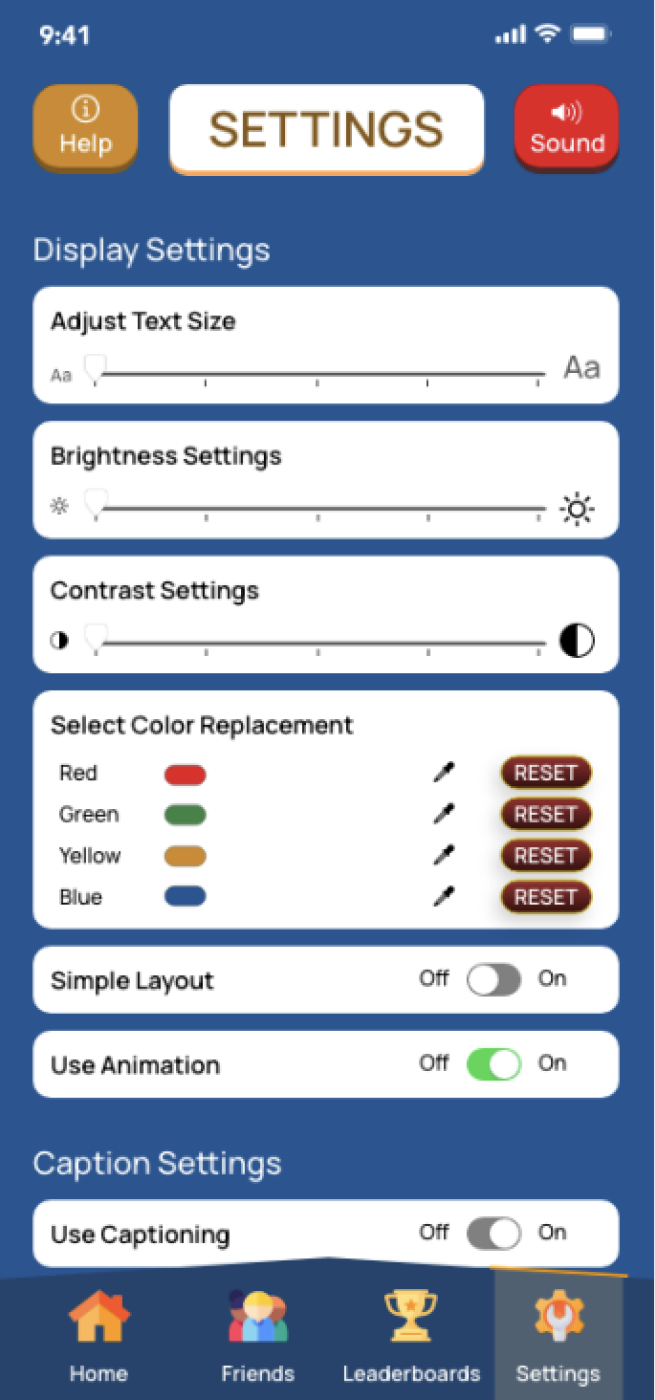 9:41
Help
SETTINGS
Sound
Display Settings
Adjust Text Size
Aa
Aa
Brightness Settings
Contrast Settings
Select Color Replacement
Red RESET
Green RESET
Yellow RESET
Blue RESET
Simple Layout Off On
Use Animation Off On
Caption Settings
Use Captioning Off On
Home Friends Leaderboards Settings